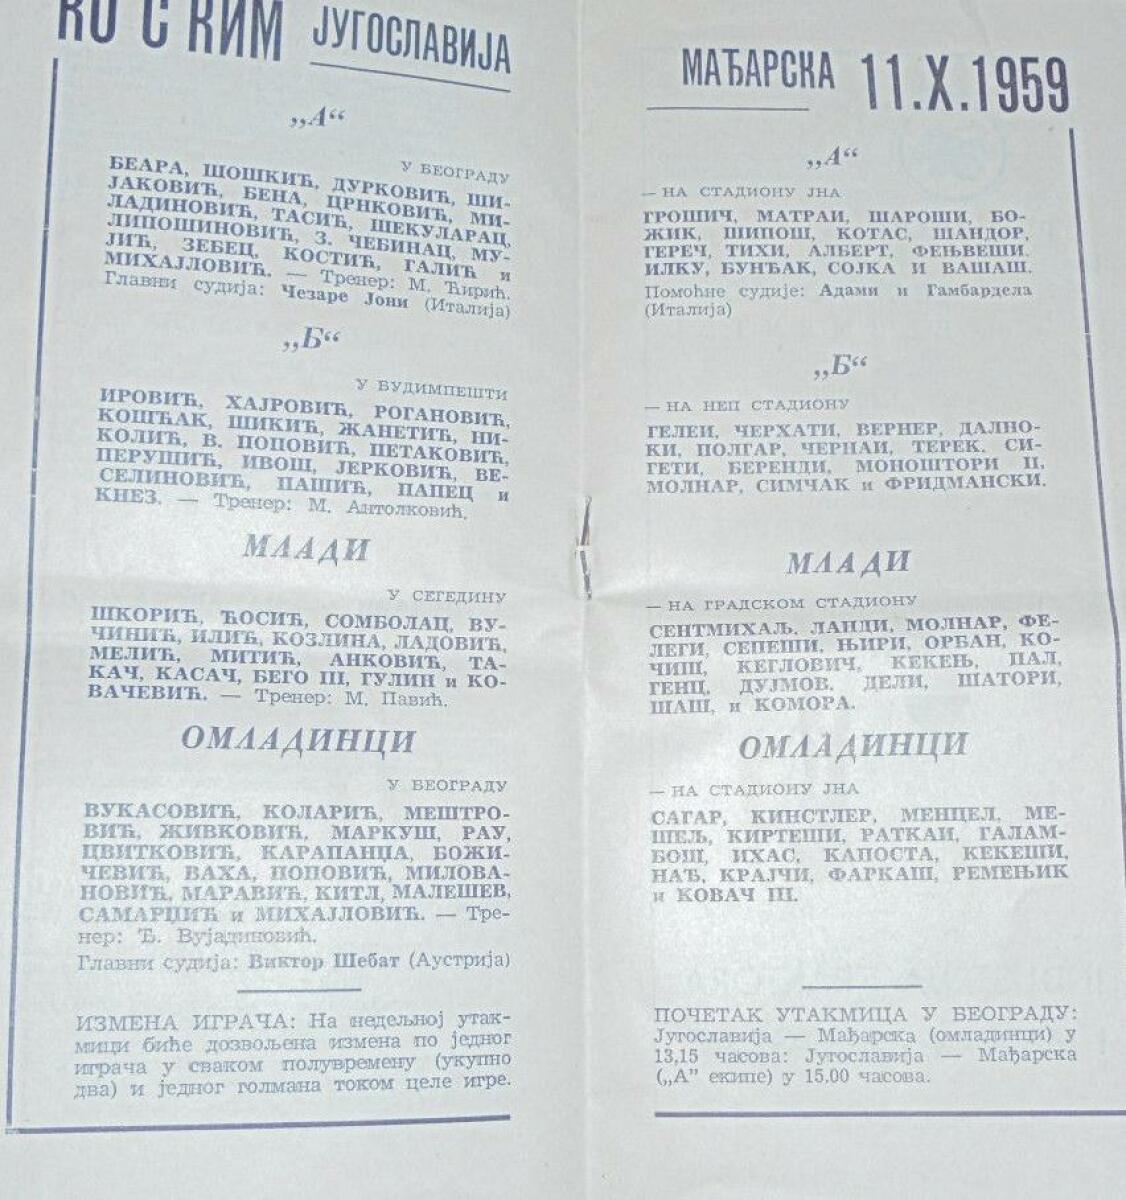 КО С КИМ ЈУГОСЛАВИЈА
„А“
У БЕОГРАДУ
БЕАРА, ШОШКИЋ, ДУРКОВИЋ, ШИ-
ЈАКОВИЋ, БЕНА, ЦРНКОВИЋ, МИ-
ЛАДИНОВИЋ, ТАСИЋ, ШЕКУЛАРАЦ,
ЛИПОШИНОВИЋ, З. ЧЕБИНАЦ, МУ-
ЈИЋ, ЗЕБЕЦ, КОСТИЋ, ГАЛИЋ и
МИХАЈЛОВИЋ. — Тренер: М. Ћирић.
Главни судија: Чезаре Јони (Италија)
„Б“
У БУДИМПЕШТИ
ИРОВИЋ, ХАЈРОВИЋ, РОГАНОВИЋ,
КОШЋАК, ШИКИЋ, ЖАНЕТИЋ, НИ-
КОЛИЋ, В. ПОПОВИЋ, ПЕТАКОВИЋ,
ПЕРУШИЋ, ИВОШ, ЈЕРКОВИЋ, ВЕ-
СЕЛИНОВИЋ, ПАШИЋ, ПАПЕЦ и
КНЕЗ. — Тренер: М. Антолковић.
МЛАДИ
У СЕГЕДИНУ
ШКОРИЋ, ЋОСИЋ, СОМБОЛАЦ, ВУ-
ЧИНИЋ, ИЛИЋ, КОЗЛИНА, ЛАДОВИЋ,
МЕЛИЋ, МИТИЋ, АНКОВИЋ, ТА-
КАЧ, КАСАЧ, БЕГО III, ГУЛИН и КО-
ВАЧЕВИЋ. — Тренер: М. Павић.
ОМЛАДИНЦИ
У БЕОГРАДУ
ВУКАСОВИЋ, КОЛАРИЋ, МЕШТРО-
ВИЋ, ЖИВКОВИЋ, МАРКУШ, РАУ,
ЦВИТКОВИЋ, КАРАПАНЏА, БОЖИ-
ЧЕВИЋ, ВАХА, ПОПОВИЋ, МИЛОВА-
НОВИЋ, МАРАВИЋ, КИТЛ, МАЛЕШЕВ,
САМАРЏИЋ и МИХАЈЛОВИЋ. — Тре-
нер: Ђ. Вујадиновић.
Главни судија: Виктор Шебат (Аустрија)
ИЗМЕНА ИГРАЧА: На недељној утак-
мици биће дозвољена измена по једног
играча у сваком полувремену (укупно
два) и једног голмана током целе игре.
МАЂАРСКА 11.X.1959
„А“
— НА СТАДИОНУ ЈНА
ГРОШИЧ, МАТРАИ, ШАРОШИ, БО-
ЖИК, ШИПОШ, КОТАС, ШАНДОР,
ГЕРЕЧ, ТИХИ, АЛБЕРТ, ФЕЊВЕШИ,
ИЛКУ, БУНЂАК, СОЈКА И ВАШАШ.
Помоћне судије: Адами и Гамбардела
(Италија)
„Б“
— НА НЕП СТАДИОНУ
ГЕЛЕИ, ЧЕРХАТИ, ВЕРНЕР, ДАЛНО-
КИ, ПОЛГАР, ЧЕРНАИ, ТЕРЕК, СИ-
ГЕТИ, БЕРЕНДИ, МОНОШТОРИ II,
МОЛНАР, СИМЧАК и ФРИДМАНСКИ.
МЛАДИ
— НА ГРАДСКОМ СТАДИОНУ
СЕНТМИХАЉ, ЛАНДИ, МОЛНАР, ФЕ-
ЛЕГИ, СЕПЕШИ, ЊИРИ, ОРБАН, КО-
ЧИШ, КЕГЛОВИЧ, КЕКЕЊ, ПАЛ,
ГЕНЦ, ДУЈМОВ, ДЕЛИ, ШАТОРИ,
ШАШ, и КОМОРА.
ОМЛАДИНЦИ
— НА СТАДИОНУ ЈНА
САГАР, КИНСТЛЕР, МЕНЦЕЛ, МЕ-
ШЕЉ, КИРТЕШИ, РАТКАИ, ГАЛАМ-
БОШ, ИХАС, КАПОСТА, КЕКЕШИ,
НАЂ, КРАЈЧИ, ФАРКАШ, РЕМЕЊИК
и КОВАЧ III.
ПОЧЕТАК УТАКМИЦА У БЕОГРАДУ:
Југославија — Мађарска (омладинци) у
13,15 часова: Југославија — Мађарска
(„А” екипе) у 15.00 часова.